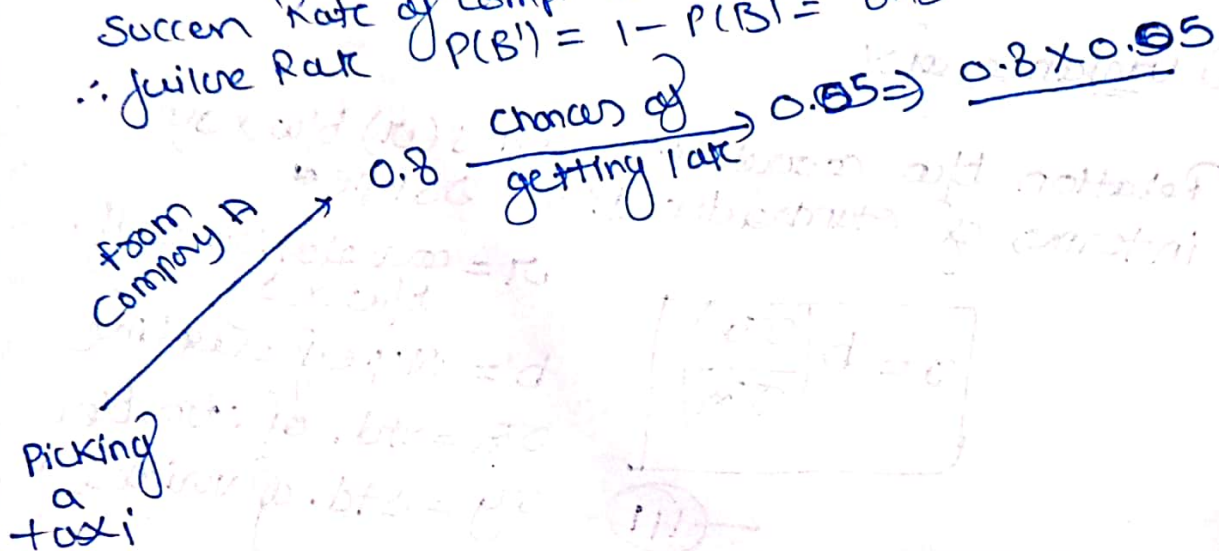 Succen Rate of
∴ failure Rate P(B') = 1 - P(B) =
0.8 chances of getting late → 0.05 ⇒ 0.8 x 0.05
from
Company A
Picking
a
taxi